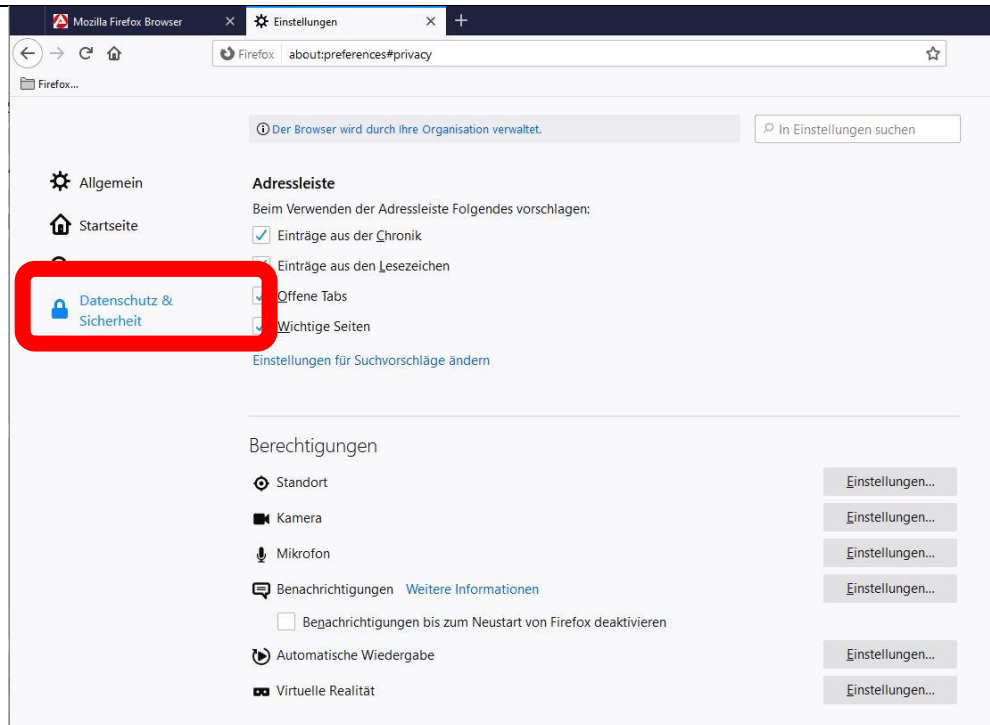 Mozilla Firefox Browser
Einstellungen
Firefox about:preferences#privacy
Firefox...
Der Browser wird durch Ihre Organisation verwaltet.
In Einstellungen suchen
Allgemein
Startseite
Datenschutz &
Sicherheit
Adressleiste
Beim Verwenden der Adressleiste Folgendes vorschlagen:
Einträge aus der Chronik
Einträge aus den Lesezeichen
Offene Tabs
Wichtige Seiten
Einstellungen für Suchvorschläge ändern
Berechtigungen
Standort Einstellungen...
Kamera Einstellungen...
Mikrofon Einstellungen...
Benachrichtigungen Weitere Informationen Einstellungen...
Benachrichtigungen bis zum Neustart von Firefox deaktivieren
Automatische Wiedergabe Einstellungen...
Virtuelle Realität Einstellungen...